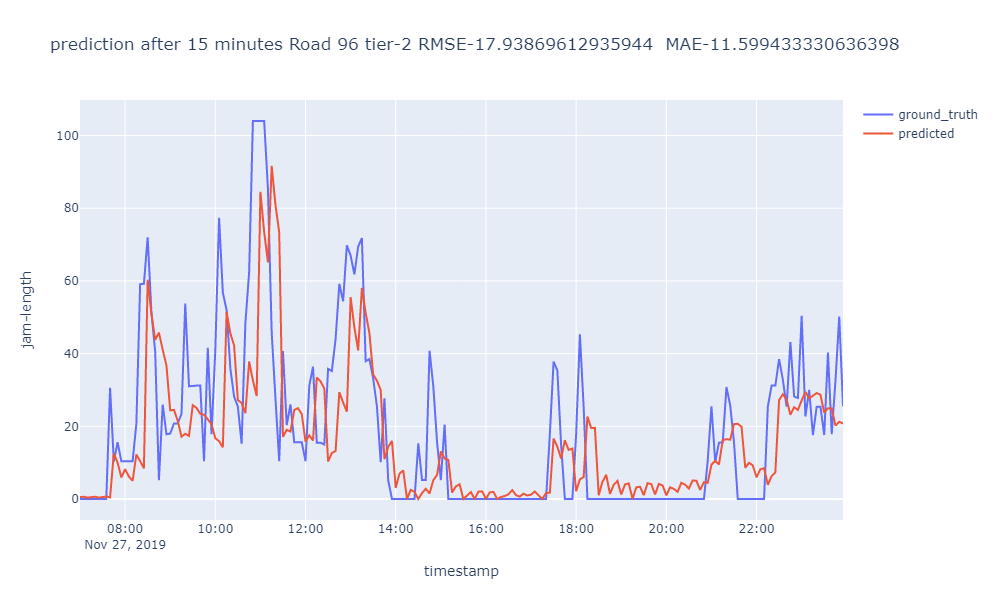 prediction after 15 minutes Road 96 tier-2 RMSE-17.93869612935944  MAE-11.599433330636398
ground_truth
predicted
100
80
60
40
20
0
jam-length
08:00 10:00 12:00 14:00 16:00 18:00 20:00 22:00
Nov 27, 2019
timestamp